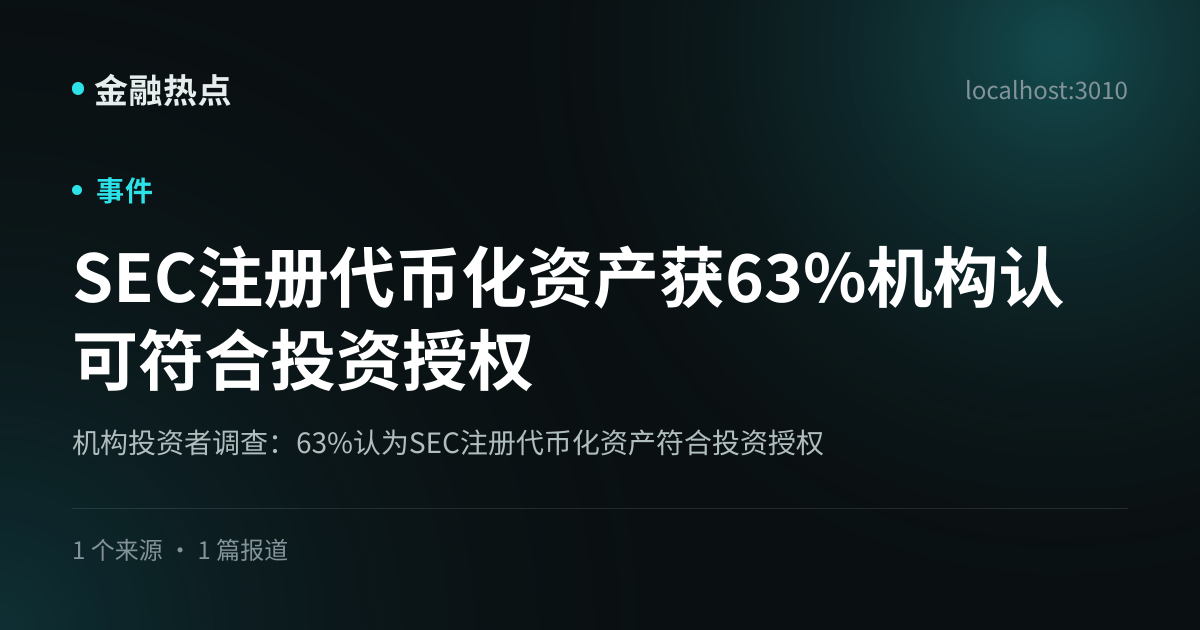 金融热点
localhost:3010
事件
SEC注册代币化资产获63%机构认
可符合投资授权
机构投资者调查：63%认为SEC注册代币化资产符合投资授权
1 个来源 · 1 篇报道